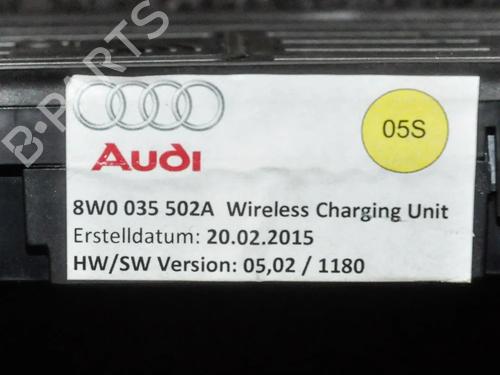 B-PARTS
Audi
05S
8W0 035 502A Wireless Charging Unit
Erstelldatum: 20.02.2015
HW/SW Version: 05,02 / 1180